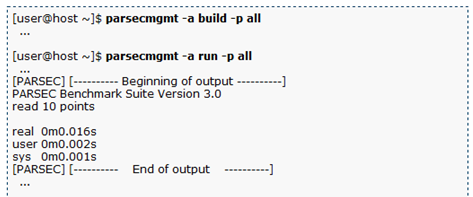 [user@host ~]$ parsecmgmt -a build -p all
...
[user@host ~]$ parsecmgmt -a run -p all
...
[PARSEC] [---------- Beginning of output ----------]
PARSEC Benchmark Suite Version 3.0
read 10 points
real 0m0.016s
user 0m0.002s
sys 0m0.001s
[PARSEC] [---------- End of output ----------]
...